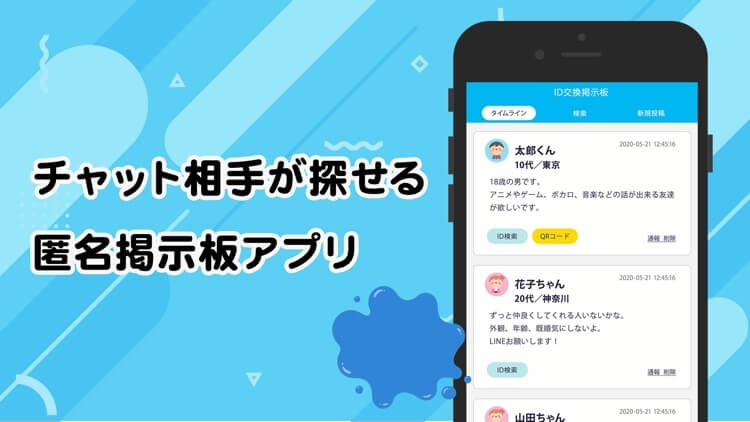 チャット相手が探せる
匿名掲示板アプリ
ID交換掲示板
タイムライン 検索 新規投稿
太郎くん 2020-05-21 12:45:16
10代／東京
18歳の男です。
アニメやゲーム、ボカロ、音楽などの話が出来る友達
が欲しいです。
ID検索 QRコード 通報 削除
花子ちゃん 2020-05-21 12:45:16
20代／神奈川
ずっと仲良くしてくれる人いないかな。
外観、年齢、既婚気にしないよ。
LINEお願いします！
ID検索 通報 削除
山田ちゃん 2020-05-21 12:45:16